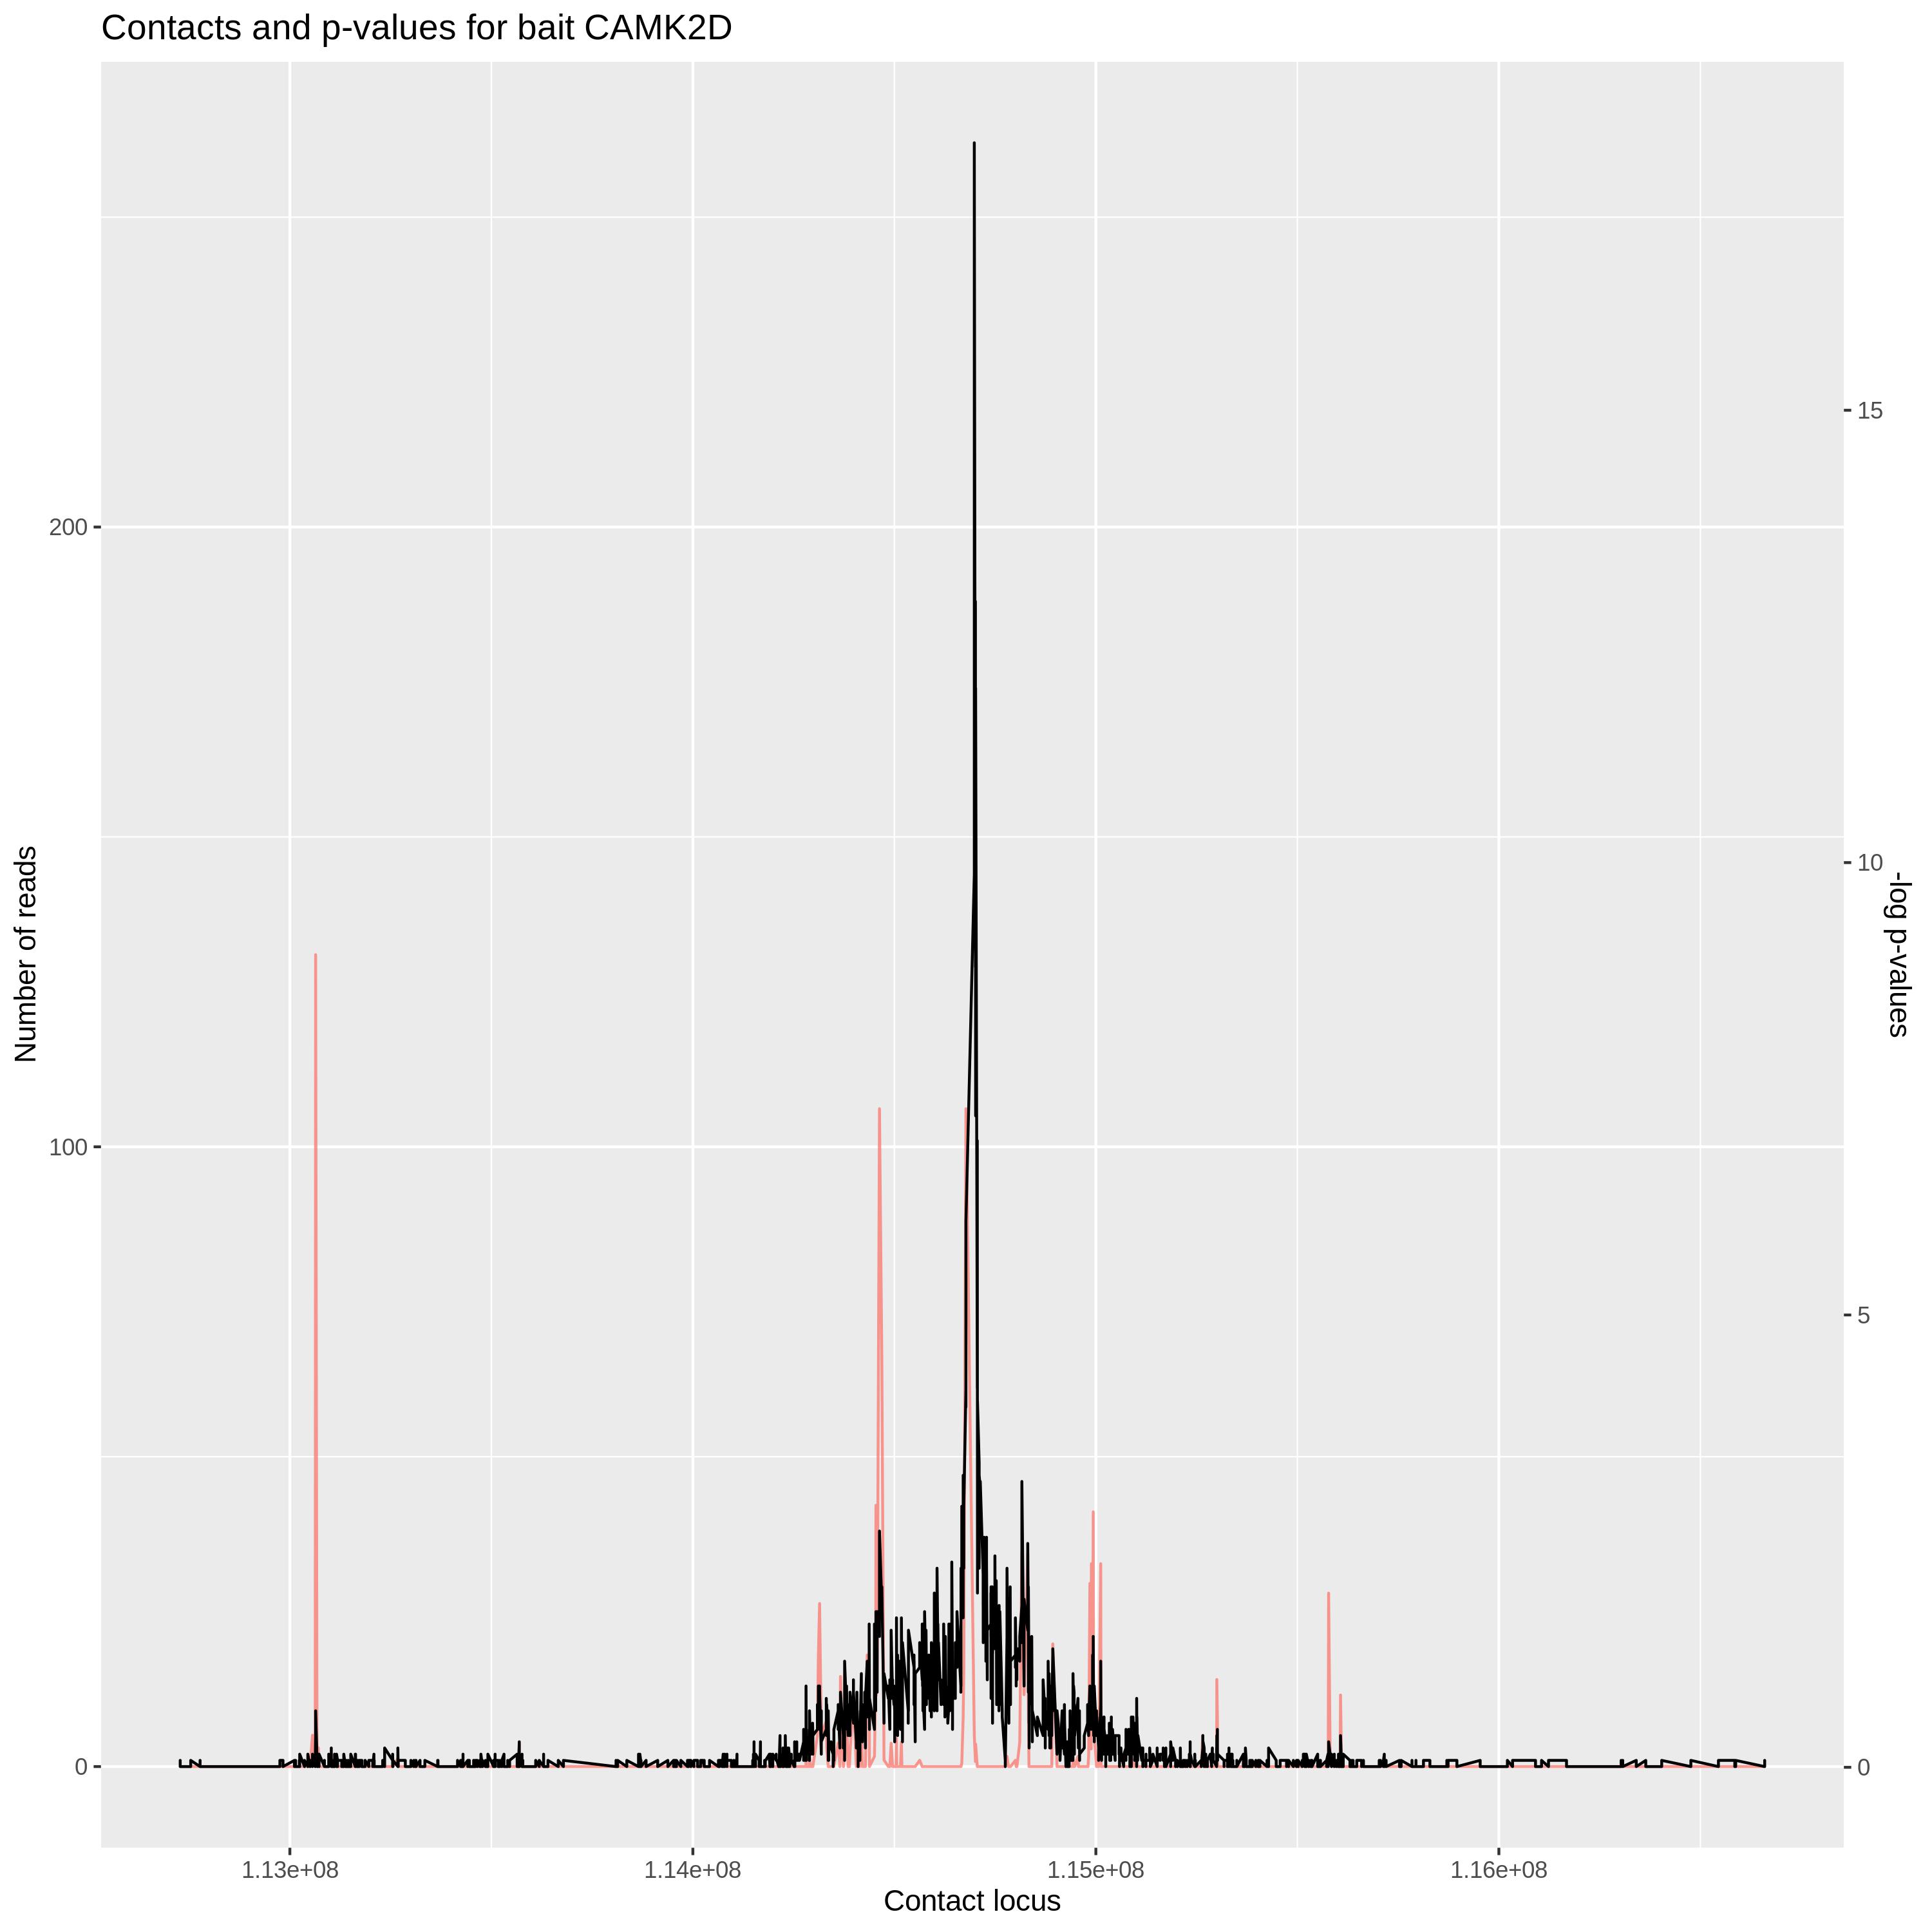 Contacts and p-values for bait CAMK2D
Number of reads
200
100
0
15
10
5
0
-log p-values
1.13e+08
1.14e+08
1.15e+08
1.16e+08
Contact locus